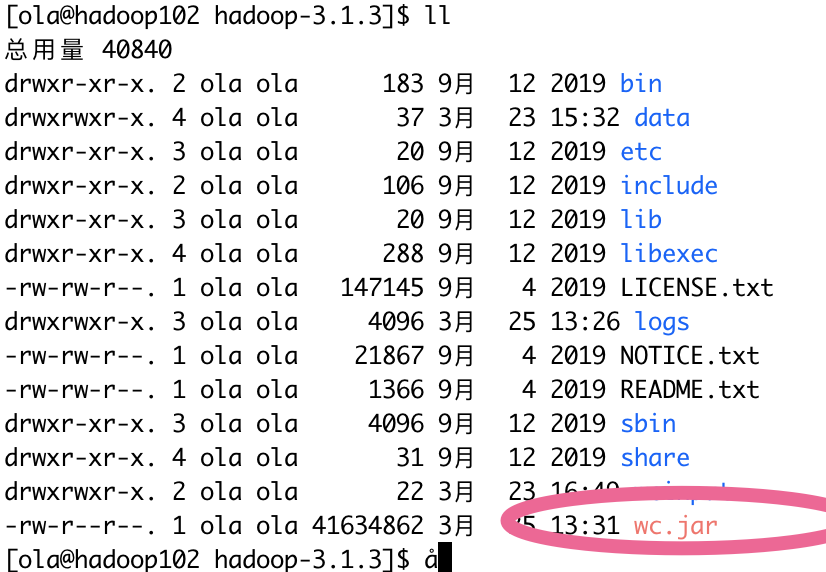 [ola@hadoop102 hadoop-3.1.3]$ ll
总用量 40840
drwxr-xr-x. 2 ola ola 183 9月 12 2019 bin
drwxrwxr-x. 4 ola ola 37 3月 23 15:32 data
drwxr-xr-x. 3 ola ola 20 9月 12 2019 etc
drwxr-xr-x. 2 ola ola 106 9月 12 2019 include
drwxr-xr-x. 3 ola ola 20 9月 12 2019 lib
drwxr-xr-x. 4 ola ola 288 9月 12 2019 libexec
-rw-rw-r--. 1 ola ola 147145 9月 4 2019 LICENSE.txt
drwxrwxr-x. 3 ola ola 4096 3月 25 13:26 logs
-rw-rw-r--. 1 ola ola 21867 9月 4 2019 NOTICE.txt
-rw-rw-r--. 1 ola ola 1366 9月 4 2019 README.txt
drwxr-xr-x. 3 ola ola 4096 9月 12 2019 sbin
drwxr-xr-x. 4 ola ola 31 9月 12 2019 share
drwxrwxr-x. 2 ola ola 22 3月 23 16:49
-rw-r--r--. 1 ola ola 41634862 3月 25 13:31 wc.jar
[ola@hadoop102 hadoop-3.1.3]$ å